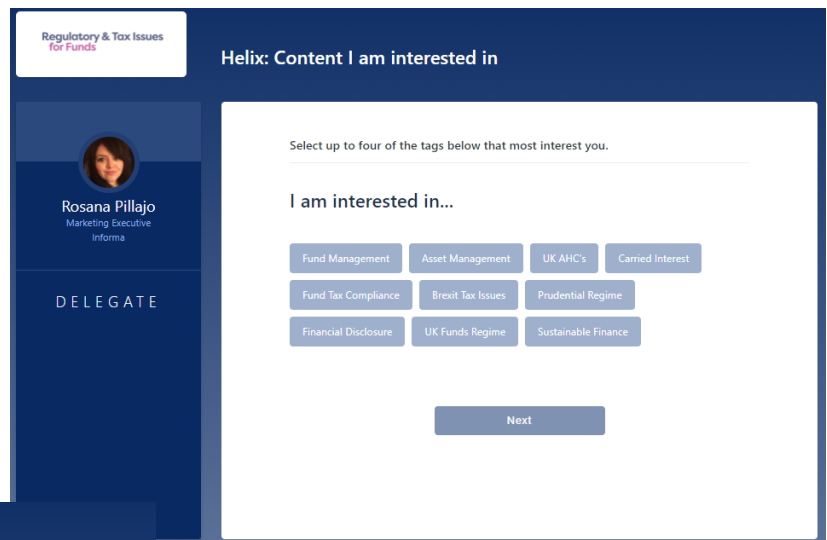 Regulatory & Tax Issues
for Funds
Helix: Content I am interested in
Rosana Pillajo
Marketing Executive
Informa
DELEGATE
Select up to four of the tags below that most interest you.
I am interested in...
Fund Management Asset Management UK AHC's Carried Interest
Fund Tax Compliance Brexit Tax Issues Prudential Regime
Financial Disclosure UK Funds Regime Sustainable Finance
Next